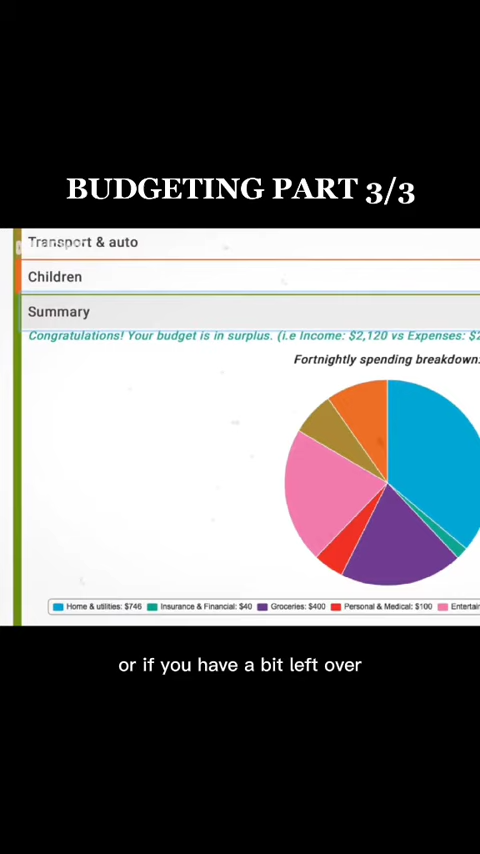 BUDGETING PART 3/3
Transport & auto
Children
Summary
Congratulations! Your budget is in surplus. (i.e Income: $2,120 vs Expenses: $2
Fortnightly spending breakdown:
Home & utilities: $746 Insurance & Financial: $40 Groceries: $400 Personal & Medical: $100 Entertai
or if you have a bit left over